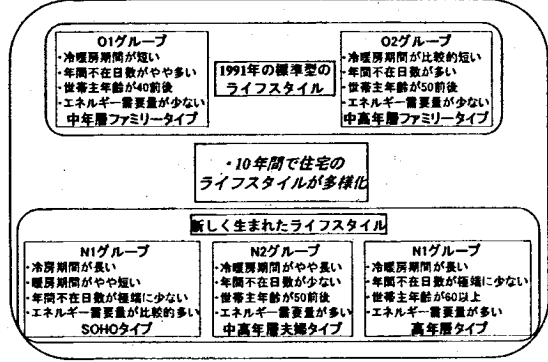 O1グループ
・冷暖房期間が短い
・年間不在日数がやや多い
・世帯主年齢が40前後
・エネルギー需要量が少ない
中年層ファミリータイプ
1991年の標準型の
ライフスタイル
O2グループ
・冷暖房期間が比較的短い
・年間不在日数が多い
・世帯主年齢が50前後
・エネルギー需要量が少ない
中高年層ファミリータイプ
・10年間で住宅の
ライフスタイルが多様化
新しく生まれたライフスタイル
N1グループ
・冷房期間が長い
・暖房期間がやや短い
・年間不在日数が極端に少ない
・エネルギー需要量が比較的多い
SOHOタイプ
N2グループ
・冷暖房期間がやや長い
・年間不在日数が少ない
・世帯主年齢が50前後
・エネルギー需要量が多い
中高年層夫婦タイプ
N1グループ
・冷暖房期間が長い
・年間不在日数が極端に少ない
・世帯主年齢が60以上
・エネルギー需要量が多い
高年層タイプ